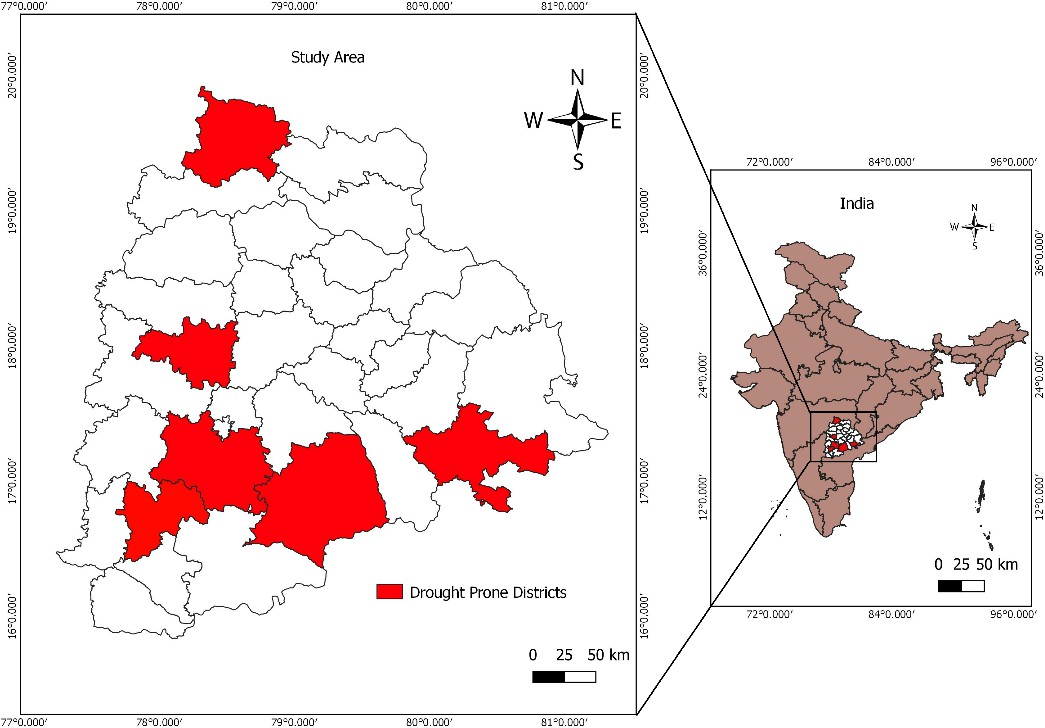 77°0.000′ 78°0.000′ 79°0.000′ 80°0.000′ 81°0.000′
Study Area
N
W E
S
20°0.000′ 20°0.000′
19°0.000′ 19°0.000′
18°0.000′ 18°0.000′
17°0.000′ 17°0.000′
16°0.000′ 16°0.000′
Drought Prone Districts
0 25 50 km
77°0.000′ 78°0.000′ 79°0.000′ 80°0.000′ 81°0.000′
72°0.000′ 84°0.000′ 96°0.000′
India
N
W E
S
36°0.000′ 36°0.000′
24°0.000′ 24°0.000′
12°0.000′ 12°0.000′
0 25 50 km
72°0.000′ 84°0.000′ 96°0.000′